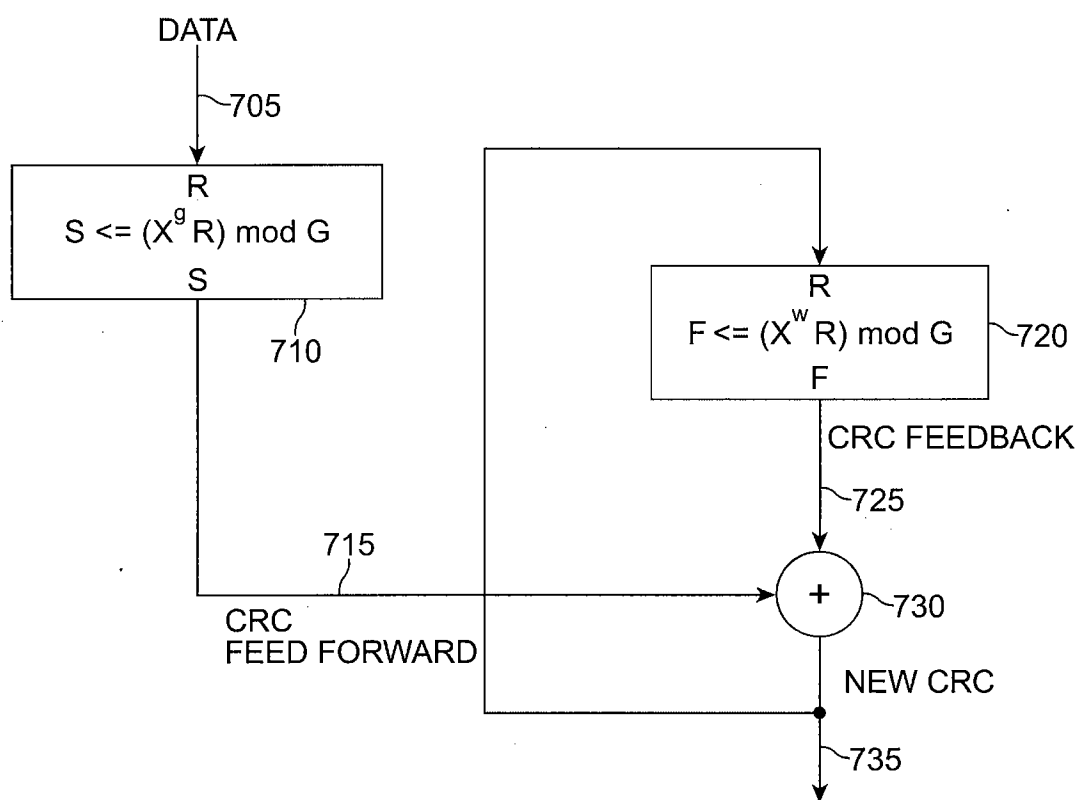 DATA
705
R
S <= (X^g R) mod G
S
710
R
F <= (X^w R) mod G
F
720
CRC FEEDBACK
725
715
+
730
CRC
FEED FORWARD
NEW CRC
735